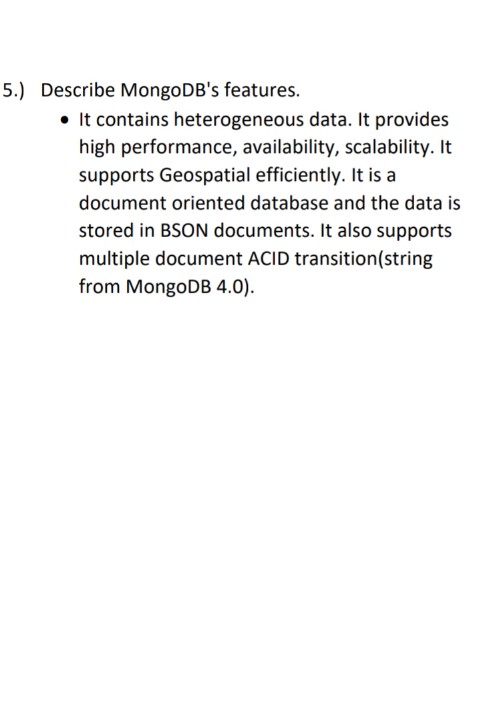 5.) Describe MongoDB's features.
• It contains heterogeneous data. It provides
high performance, availability, scalability. It
supports Geospatial efficiently. It is a
document oriented database and the data is
stored in BSON documents. It also supports
multiple document ACID transition(string
from MongoDB 4.0).